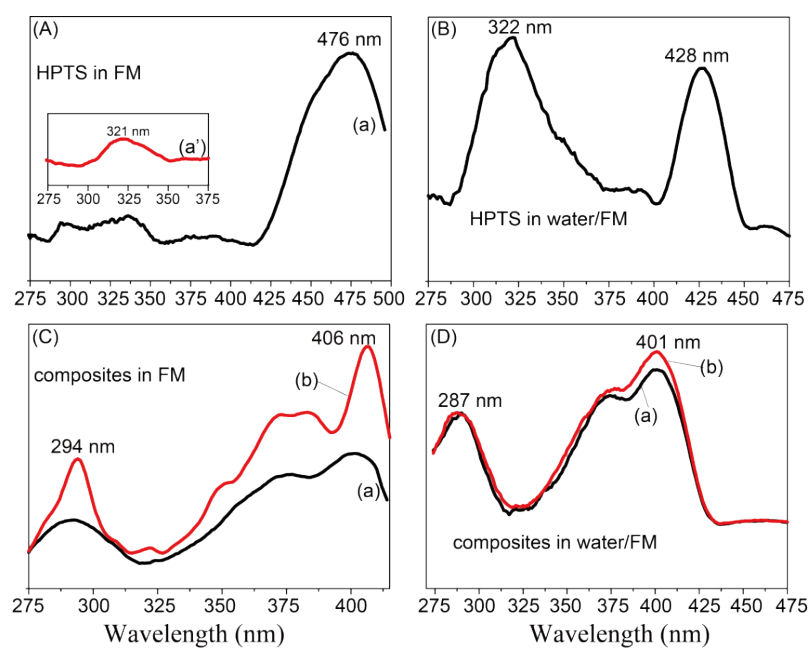 (A)
476 nm
HPTS in FM
(a)
321 nm
(a')
275 300 325 350 375
275 300 325 350 375 400 425 450 475 500
(B)
322 nm
428 nm
HPTS in water/FM
275 300 325 350 375 400 425 450 475
(C)
406 nm
composites in FM
(b)
294 nm
(a)
275 300 325 350 375 400
Wavelength (nm)
(D)
401 nm
(b)
287 nm
(a)
composites in water/FM
275 300 325 350 375 400 425 450 475
Wavelength (nm)